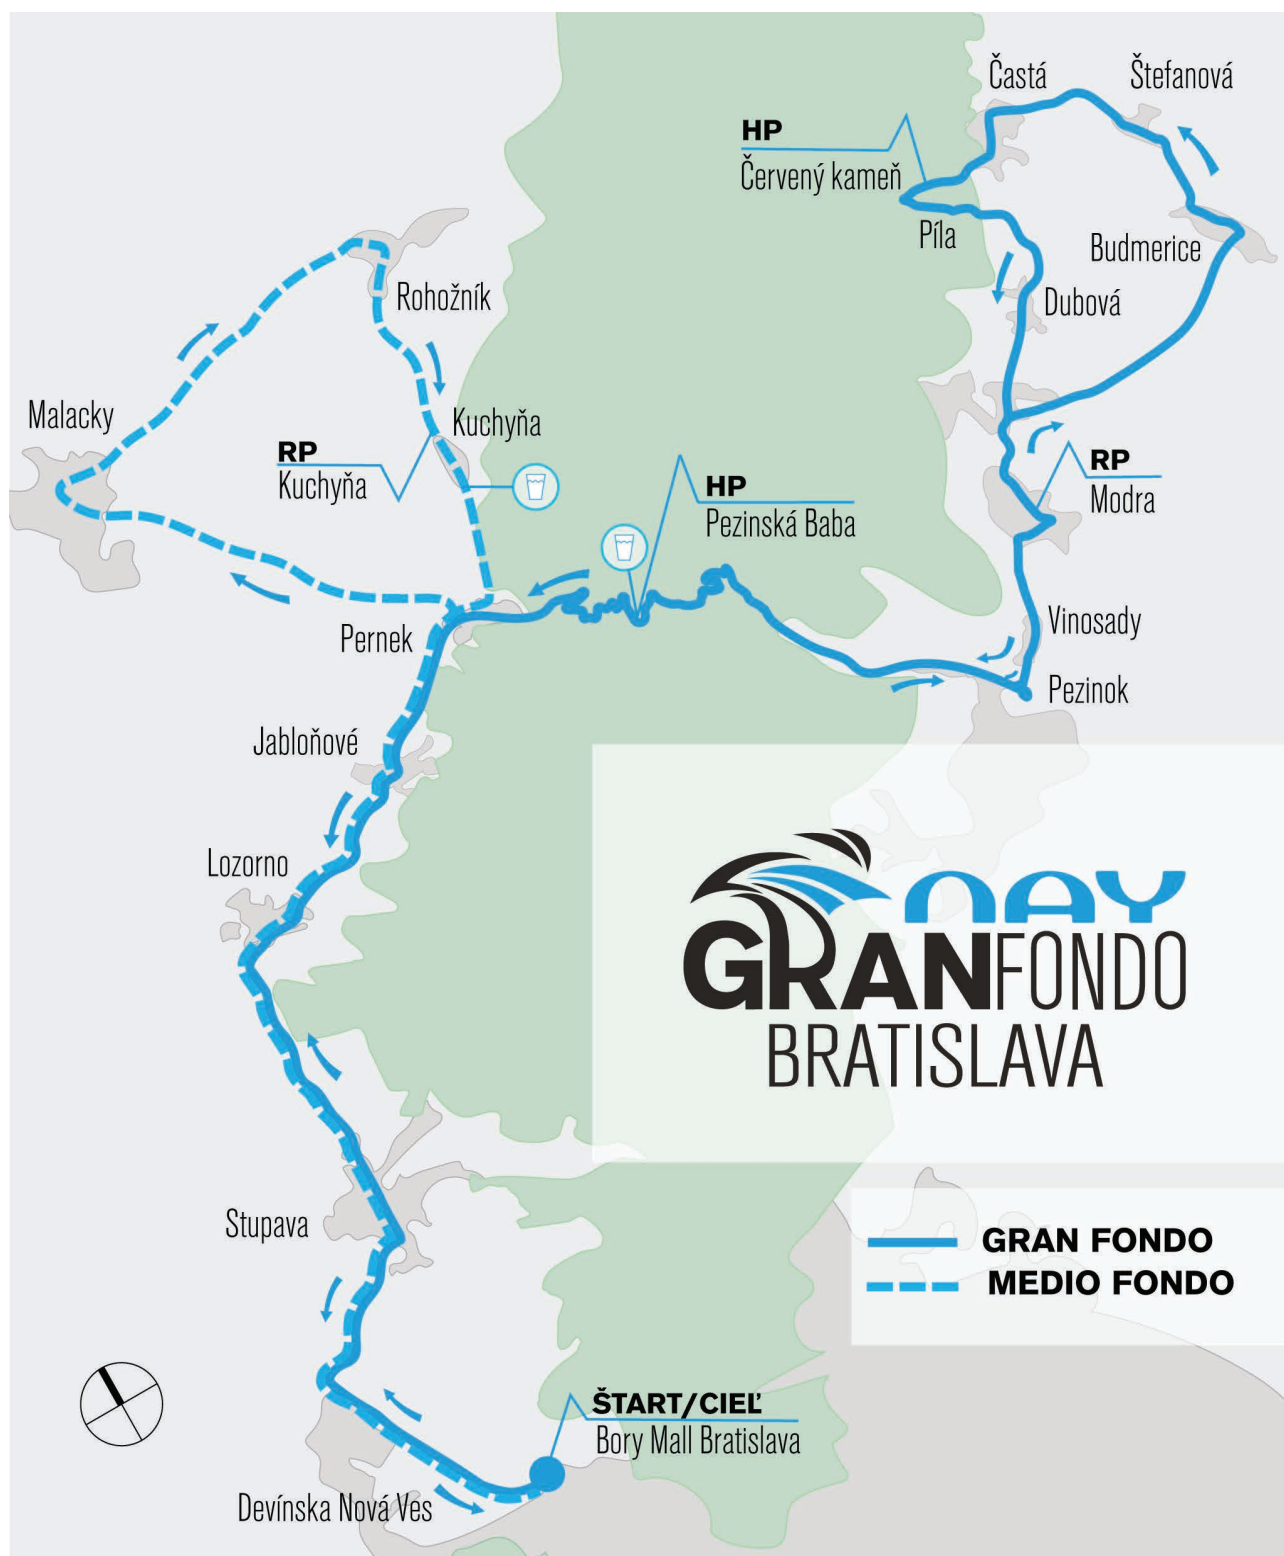 Častá
Štefanová
HP
Červený kameň
Píla
Budmerice
Rohožník
Dubová
Malacky
Kuchyňa
RP
Kuchyňa
HP
Pezinská Baba
RP
Modra
Pernek
Vinosady
Pezinok
Jabloňové
Lozorno
NAY
GRANFONDO
BRATISLAVA
Stupava
GRAN FONDO
MEDIO FONDO
ŠTART/CIEĽ
Bory Mall Bratislava
Devínska Nová Ves